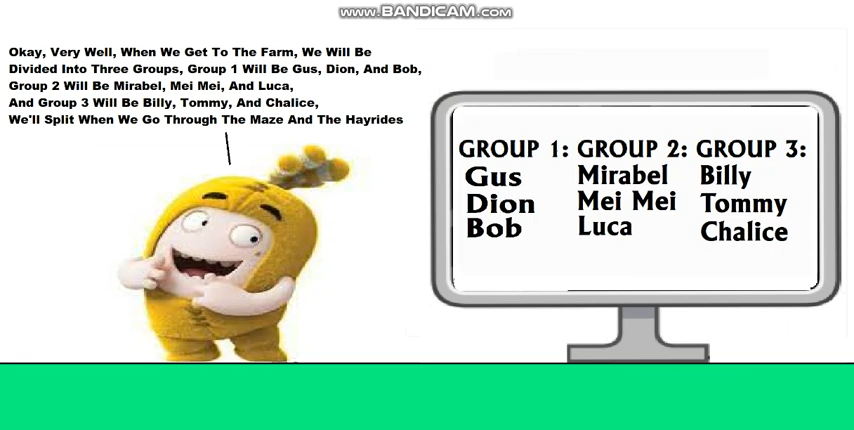 www.BANDICAM.com
Okay, Very Well, When We Get To The Farm, We Will Be
Divided Into Three Groups, Group 1 Will Be Gus, Dion, And Bob,
Group 2 Will Be Mirabel, Mei Mei, And Luca,
And Group 3 Will Be Billy, Tommy, And Chalice,
We'll Split When We Go Through The Maze And The Hayrides
GROUP 1: GROUP 2: GROUP 3:
Gus Mirabel Billy
Dion Mei Mei Tommy
Bob Luca Chalice